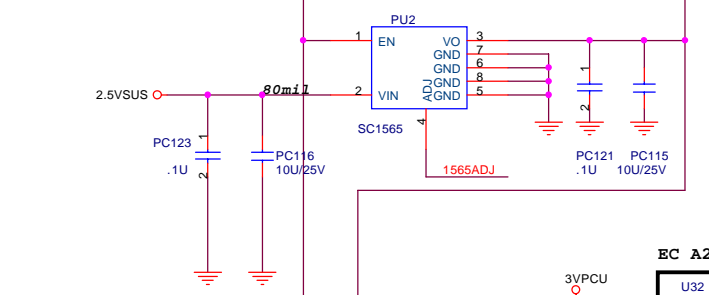 PU2
1 EN VO 3
GND 7
GND 6
GND 8
2.5VSUS 80mil 2 VIN ADJ GND 5
SC1565
4
1565ADJ
PC123 1
.1U 2
PC116
10U/25V
1
2
PC121 PC115
.1U 10U/25V
EC A2
3VPCU
U32